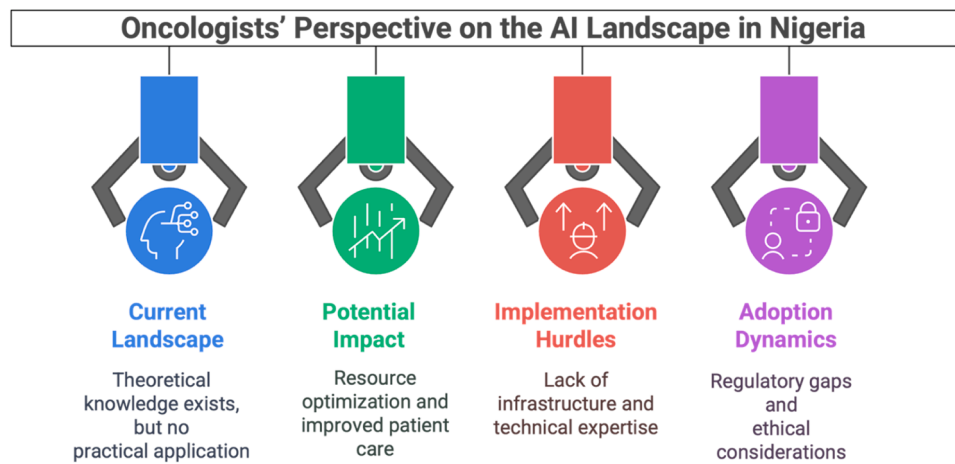 Oncologists' Perspective on the AI Landscape in Nigeria
Current
Landscape
Theoretical
knowledge exists,
but no
practical application
Potential
Impact
Resource
optimization and
improved patient
care
Implementation
Hurdles
Lack of
infrastructure and
technical expertise
Adoption
Dynamics
Regulatory gaps
and
ethical
considerations